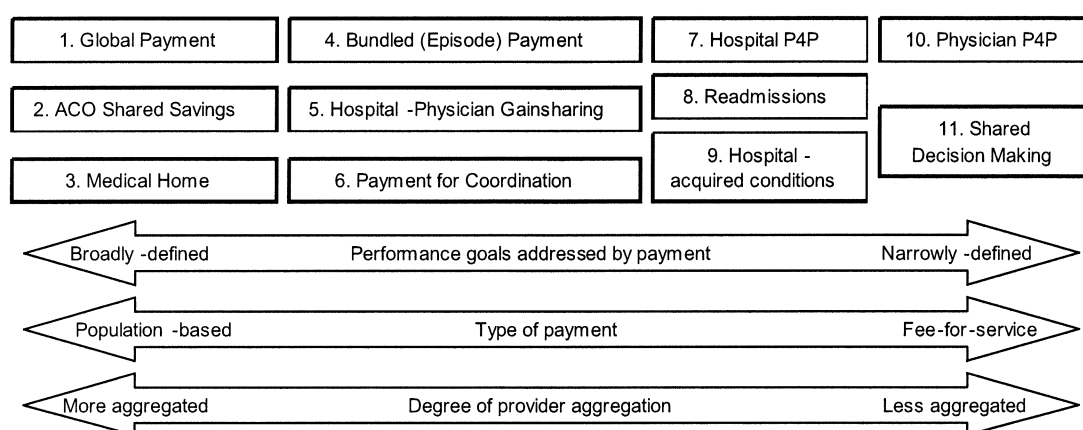 1. Global Payment
2. ACO Shared Savings
3. Medical Home
4. Bundled (Episode) Payment
5. Hospital -Physician Gainsharing
6. Payment for Coordination
7. Hospital P4P
8. Readmissions
9. Hospital -
acquired conditions
10. Physician P4P
11. Shared
Decision Making
Broadly -defined Performance goals addressed by payment Narrowly -defined
Population -based Type of payment Fee-for-service
More aggregated Degree of provider aggregation Less aggregated